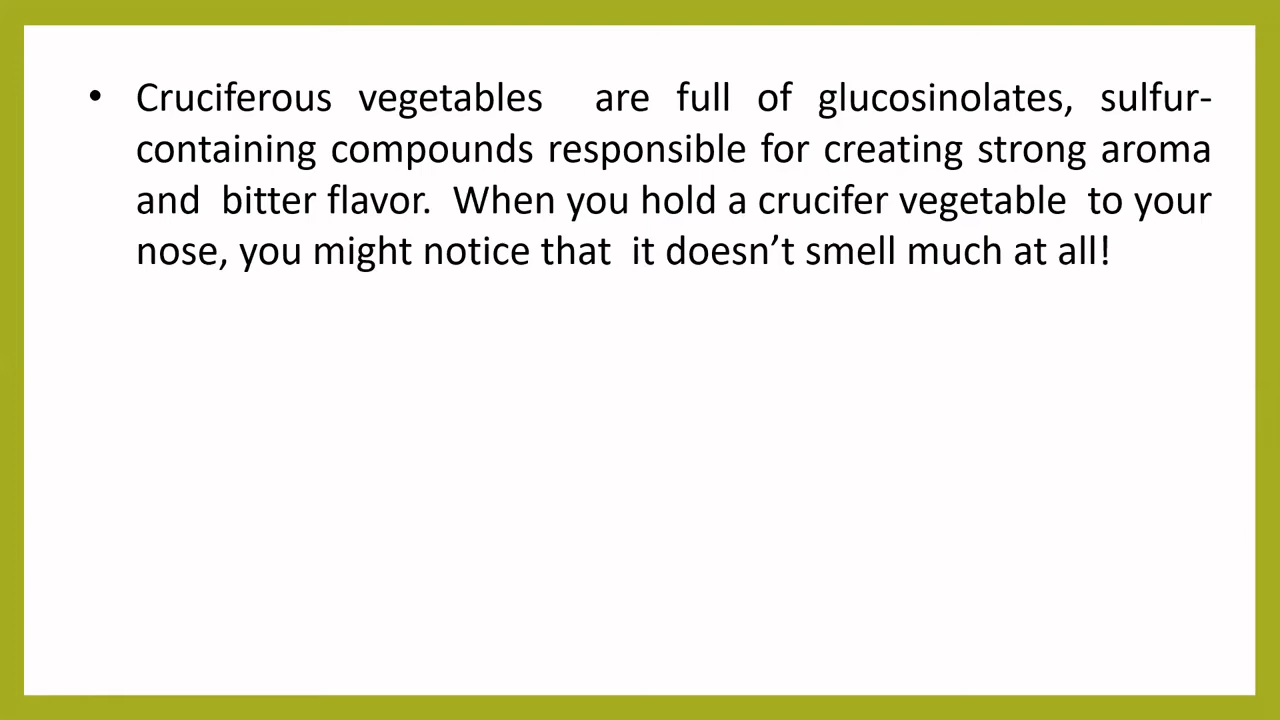 • Cruciferous vegetables are full of glucosinolates, sulfur-
containing compounds responsible for creating strong aroma
and bitter flavor. When you hold a crucifer vegetable to your
nose, you might notice that it doesn’t smell much at all!